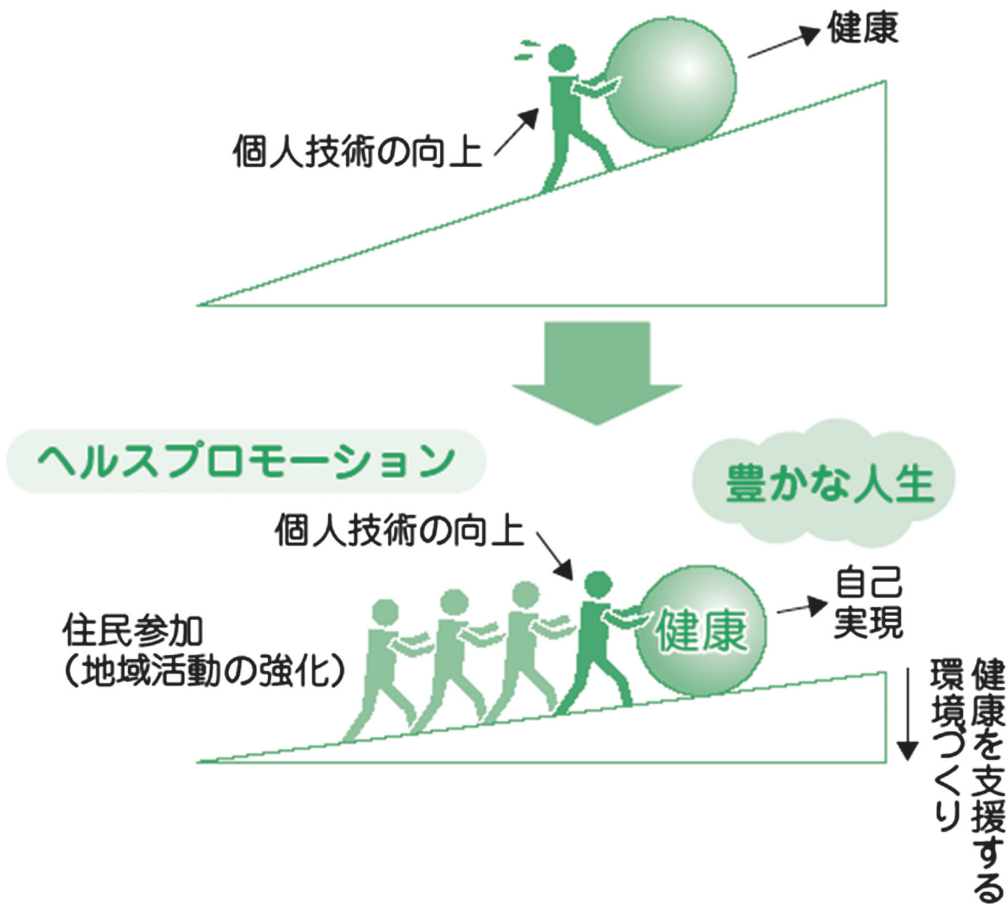 健康
個人技術の向上
ヘルスプロモーション
豊かな人生
個人技術の向上
健康
自己
実現
住民参加
（地域活動の強化）
健康を支援する
環境づくり